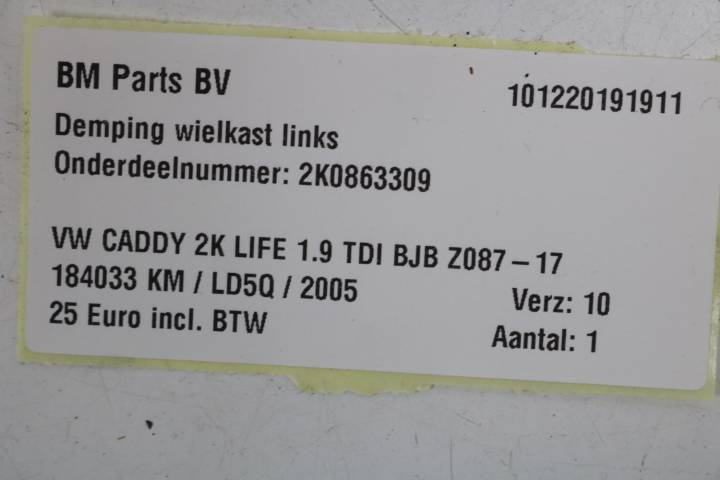 BM Parts BV
101220191911
Demping wielkast links
Onderdeelnummer: 2K0863309
VW CADDY 2K LIFE 1.9 TDI BJB Z087-17
184033 KM / LD5Q / 2005
Verz: 10
25 Euro incl. BTW
Aantal: 1